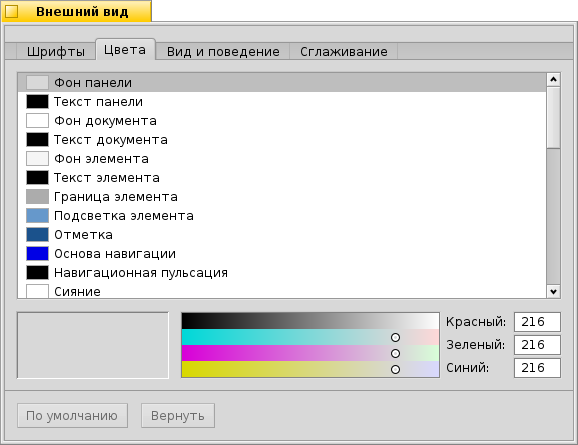 Внешний вид
Шрифты Цвета Вид и поведение Сглаживание
Фон панели
Текст панели
Фон документа
Текст документа
Фон элемента
Текст элемента
Граница элемента
Подсветка элемента
Отметка
Основа навигации
Навигационная пульсация
Сияние
Красный: 216
Зеленый: 216
Синий: 216
По умолчанию Вернуть